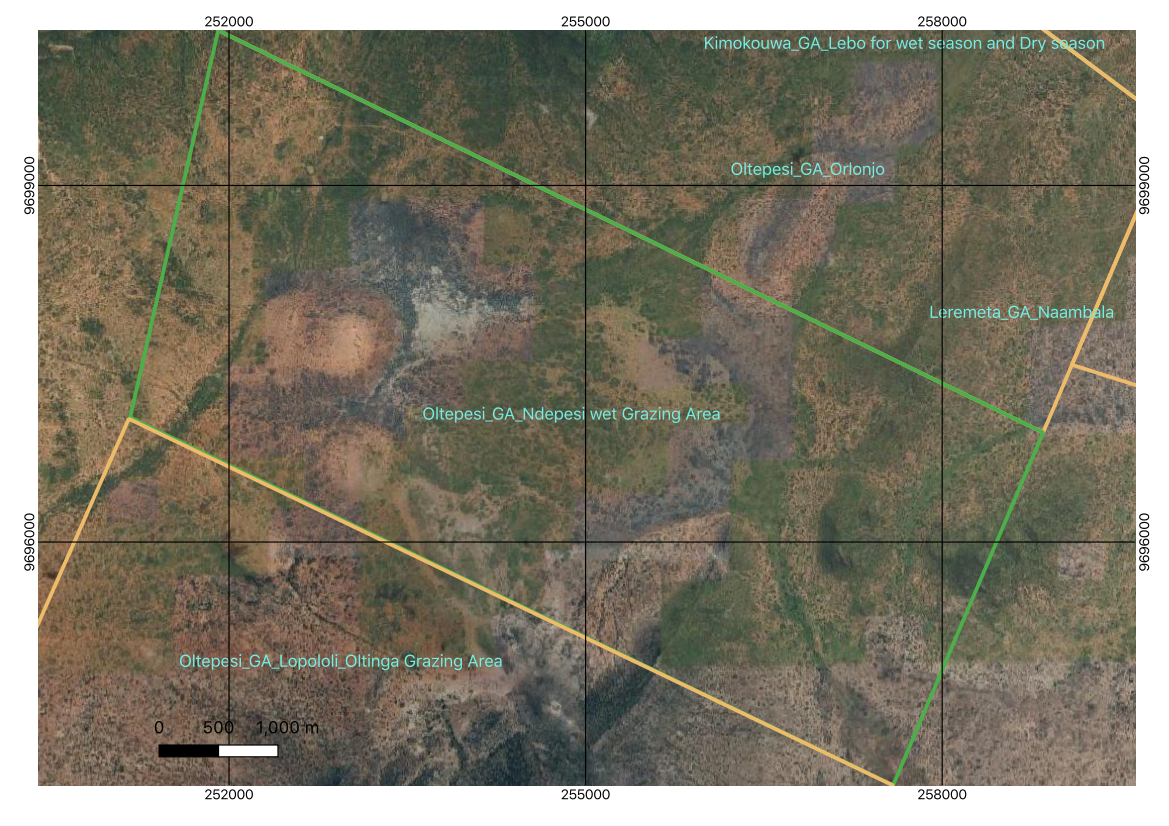 252000 255000 258000
Kimokouwa_GA_Lebo for wet season and Dry season
9699000 Oltepesi_GA_Orlonjo 9699000
Leremeta_GA_Naambala
Oltepesi_GA_Ndepesi wet Grazing Area
9696000 9696000
Oltepesi_GA_Lopololi_Oltinga Grazing Area
0 500 1,000 m
252000 255000 258000